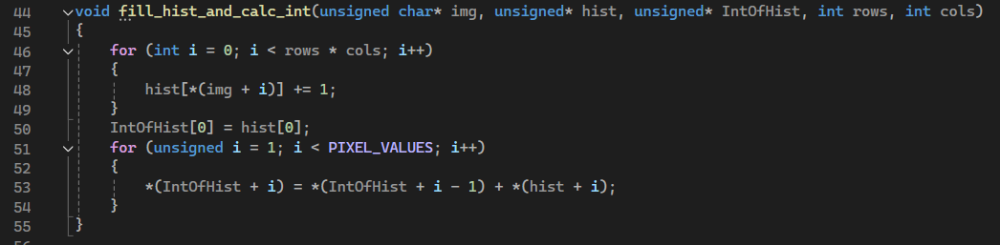 44 void fill_hist_and_calc_int(unsigned char* img, unsigned* hist, unsigned* IntOfHist, int rows, int cols)
45 {
46 for (int i = 0; i < rows * cols; i++)
47 {
48 hist[*(img + i)] += 1;
49 }
50 IntOfHist[0] = hist[0];
51 for (unsigned i = 1; i < PIXEL_VALUES; i++)
52 {
53 *(IntOfHist + i) = *(IntOfHist + i - 1) + *(hist + i);
54 }
55 }